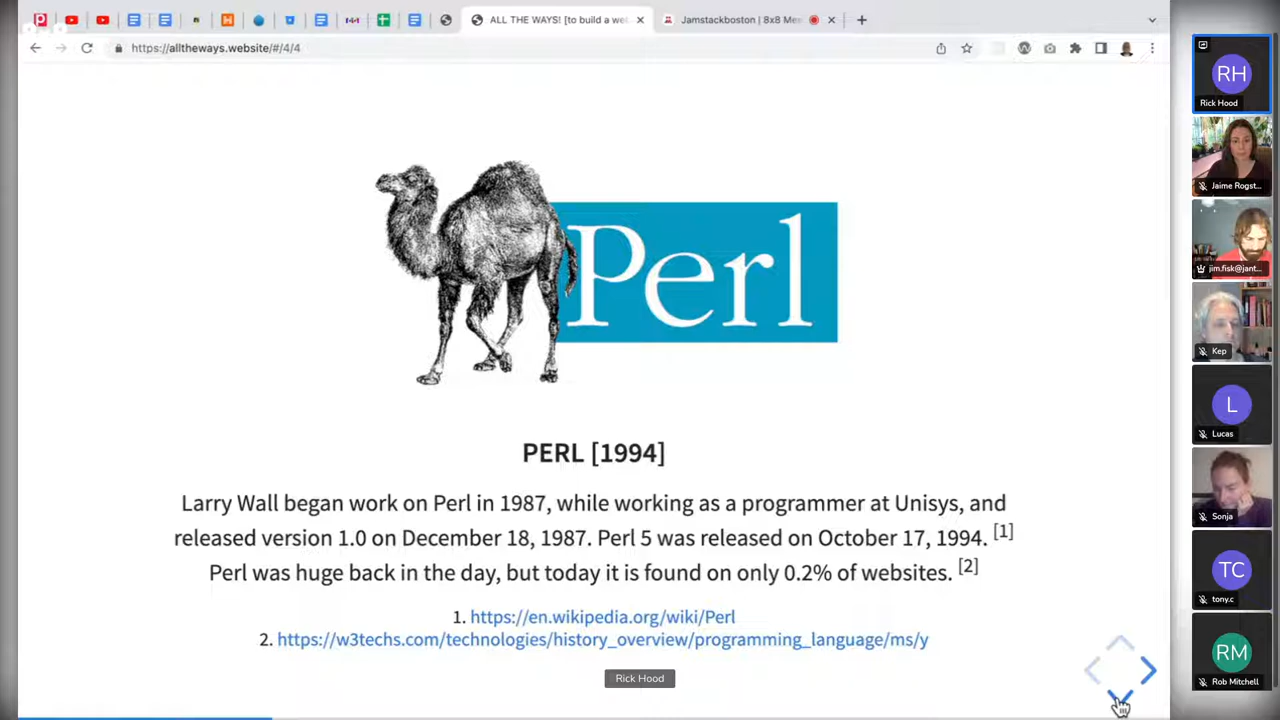 ALL THE WAYS! [to build a we
Jamstackboston | 8x8 Me
https://alltheways.website/#/4/4
Perl
PERL [1994]
Larry Wall began work on Perl in 1987, while working as a programmer at Unisys, and
released version 1.0 on December 18, 1987. Perl 5 was released on October 17, 1994. [1]
Perl was huge back in the day, but today it is found on only 0.2% of websites. [2]
1. https://en.wikipedia.org/wiki/Perl
2. https://w3techs.com/technologies/history_overview/programming_language/ms/y
Rick Hood
RH
Rick Hood
Jaime Rogst...
jim.fisk@jant...
Kep
L
Lucas
Sonja
TC
tony.c
RM
Rob Mitchell